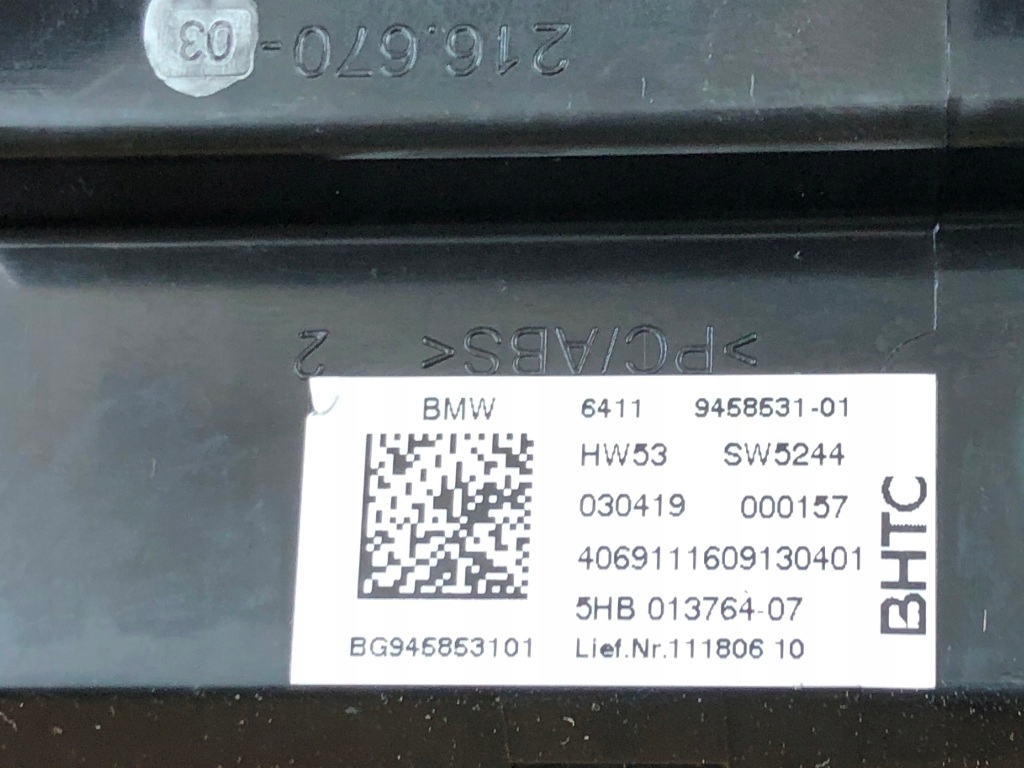 216.670-03
>PC/ABS< 2
BMW 6411 9458531-01
HW53 SW5244
030419 000157
4069111609130401
5HB 013764-07
BG945853101 Lief.Nr.111806 10
BHTC